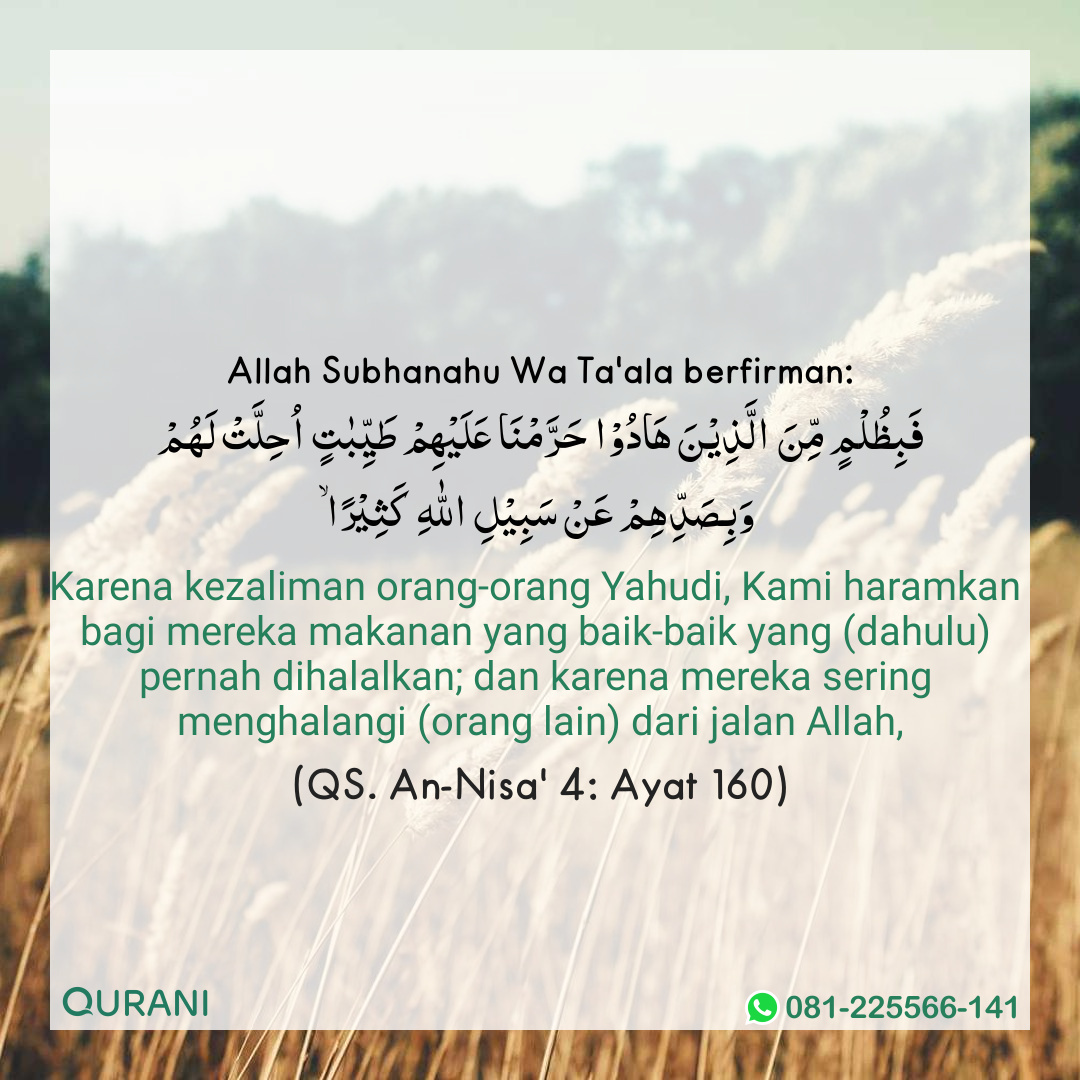 Allah Subhanahu Wa Ta'ala berfirman:
فَبِظُلْمٍ مِّنَ الَّذِيْنَ هَادُوْا حَرَّمْنَا عَلَيْهِمْ طَيِّبٰتٍ اُحِلَّتْ لَهُمْ
وَبِصَدِّهِمْ عَنْ سَبِيْلِ اللّٰهِ كَثِيْرًاۙ
Karena kezaliman orang-orang Yahudi, Kami haramkan
bagi mereka makanan yang baik-baik yang (dahulu)
pernah dihalalkan; dan karena mereka sering
menghalangi (orang lain) dari jalan Allah,
(QS. An-Nisa' 4: Ayat 160)
QURANI
081-225566-141